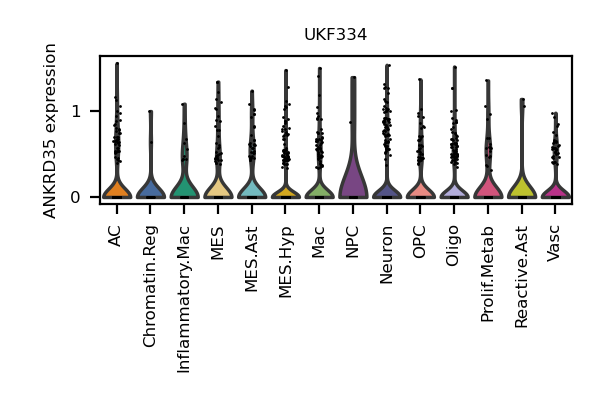 UKF334
ANKRD35 expression
1
0
AC
Chromatin.Reg
Inflammatory.Mac
MES
MES.Ast
MES.Hyp
Mac
NPC
Neuron
OPC
Oligo
Prolif.Metab
Reactive.Ast
Vasc